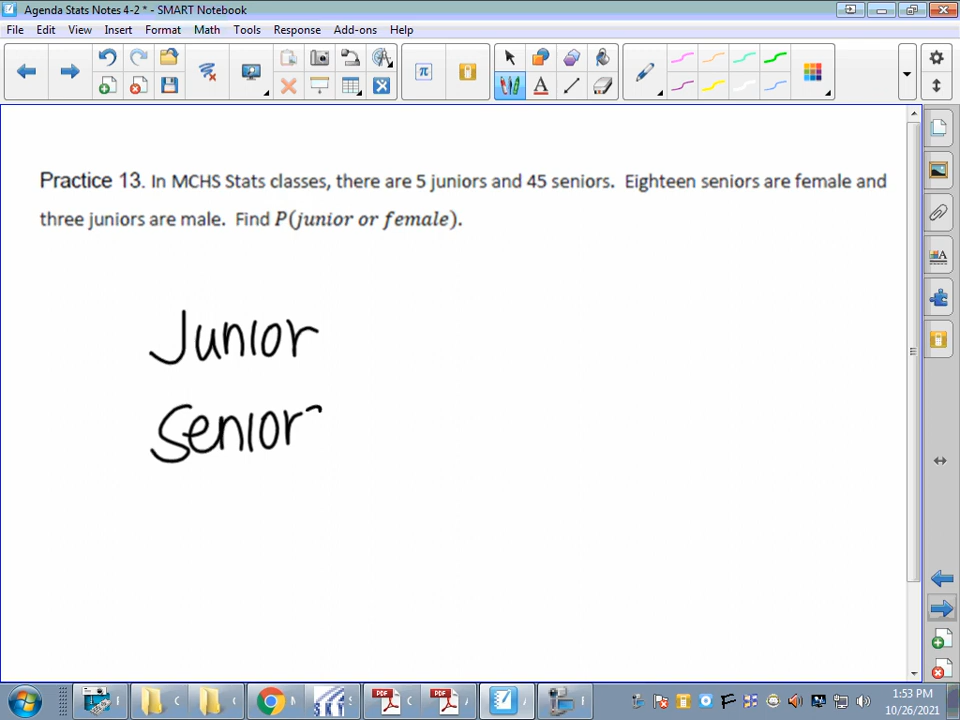 Agenda Stats Notes 4-2 * - SMART Notebook
File Edit View Insert Format Math Tools Response Add-ons Help
Practice 13. In MCHS Stats classes, there are 5 juniors and 45 seniors. Eighteen seniors are female and
three juniors are male. Find P(junior or female).
Junior
Senior
1:53 PM
10/26/2021